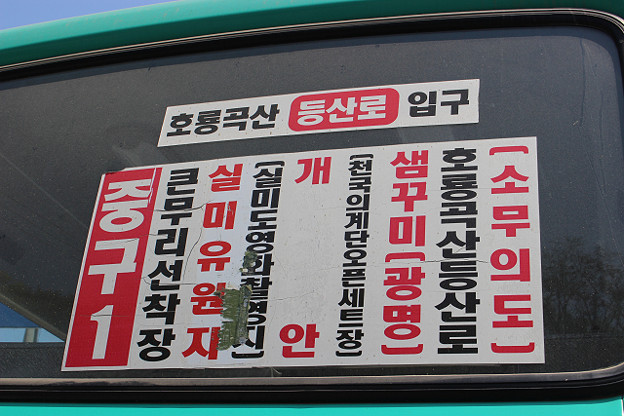 호룡곡산 등산로 입구
중구1
큰무리선착장
실미유원지
[실미도영화촬영신]
개안
[천국의계단오픈세트장]
샘꾸미[광명]
호룡곡산등산로
[소무의도]